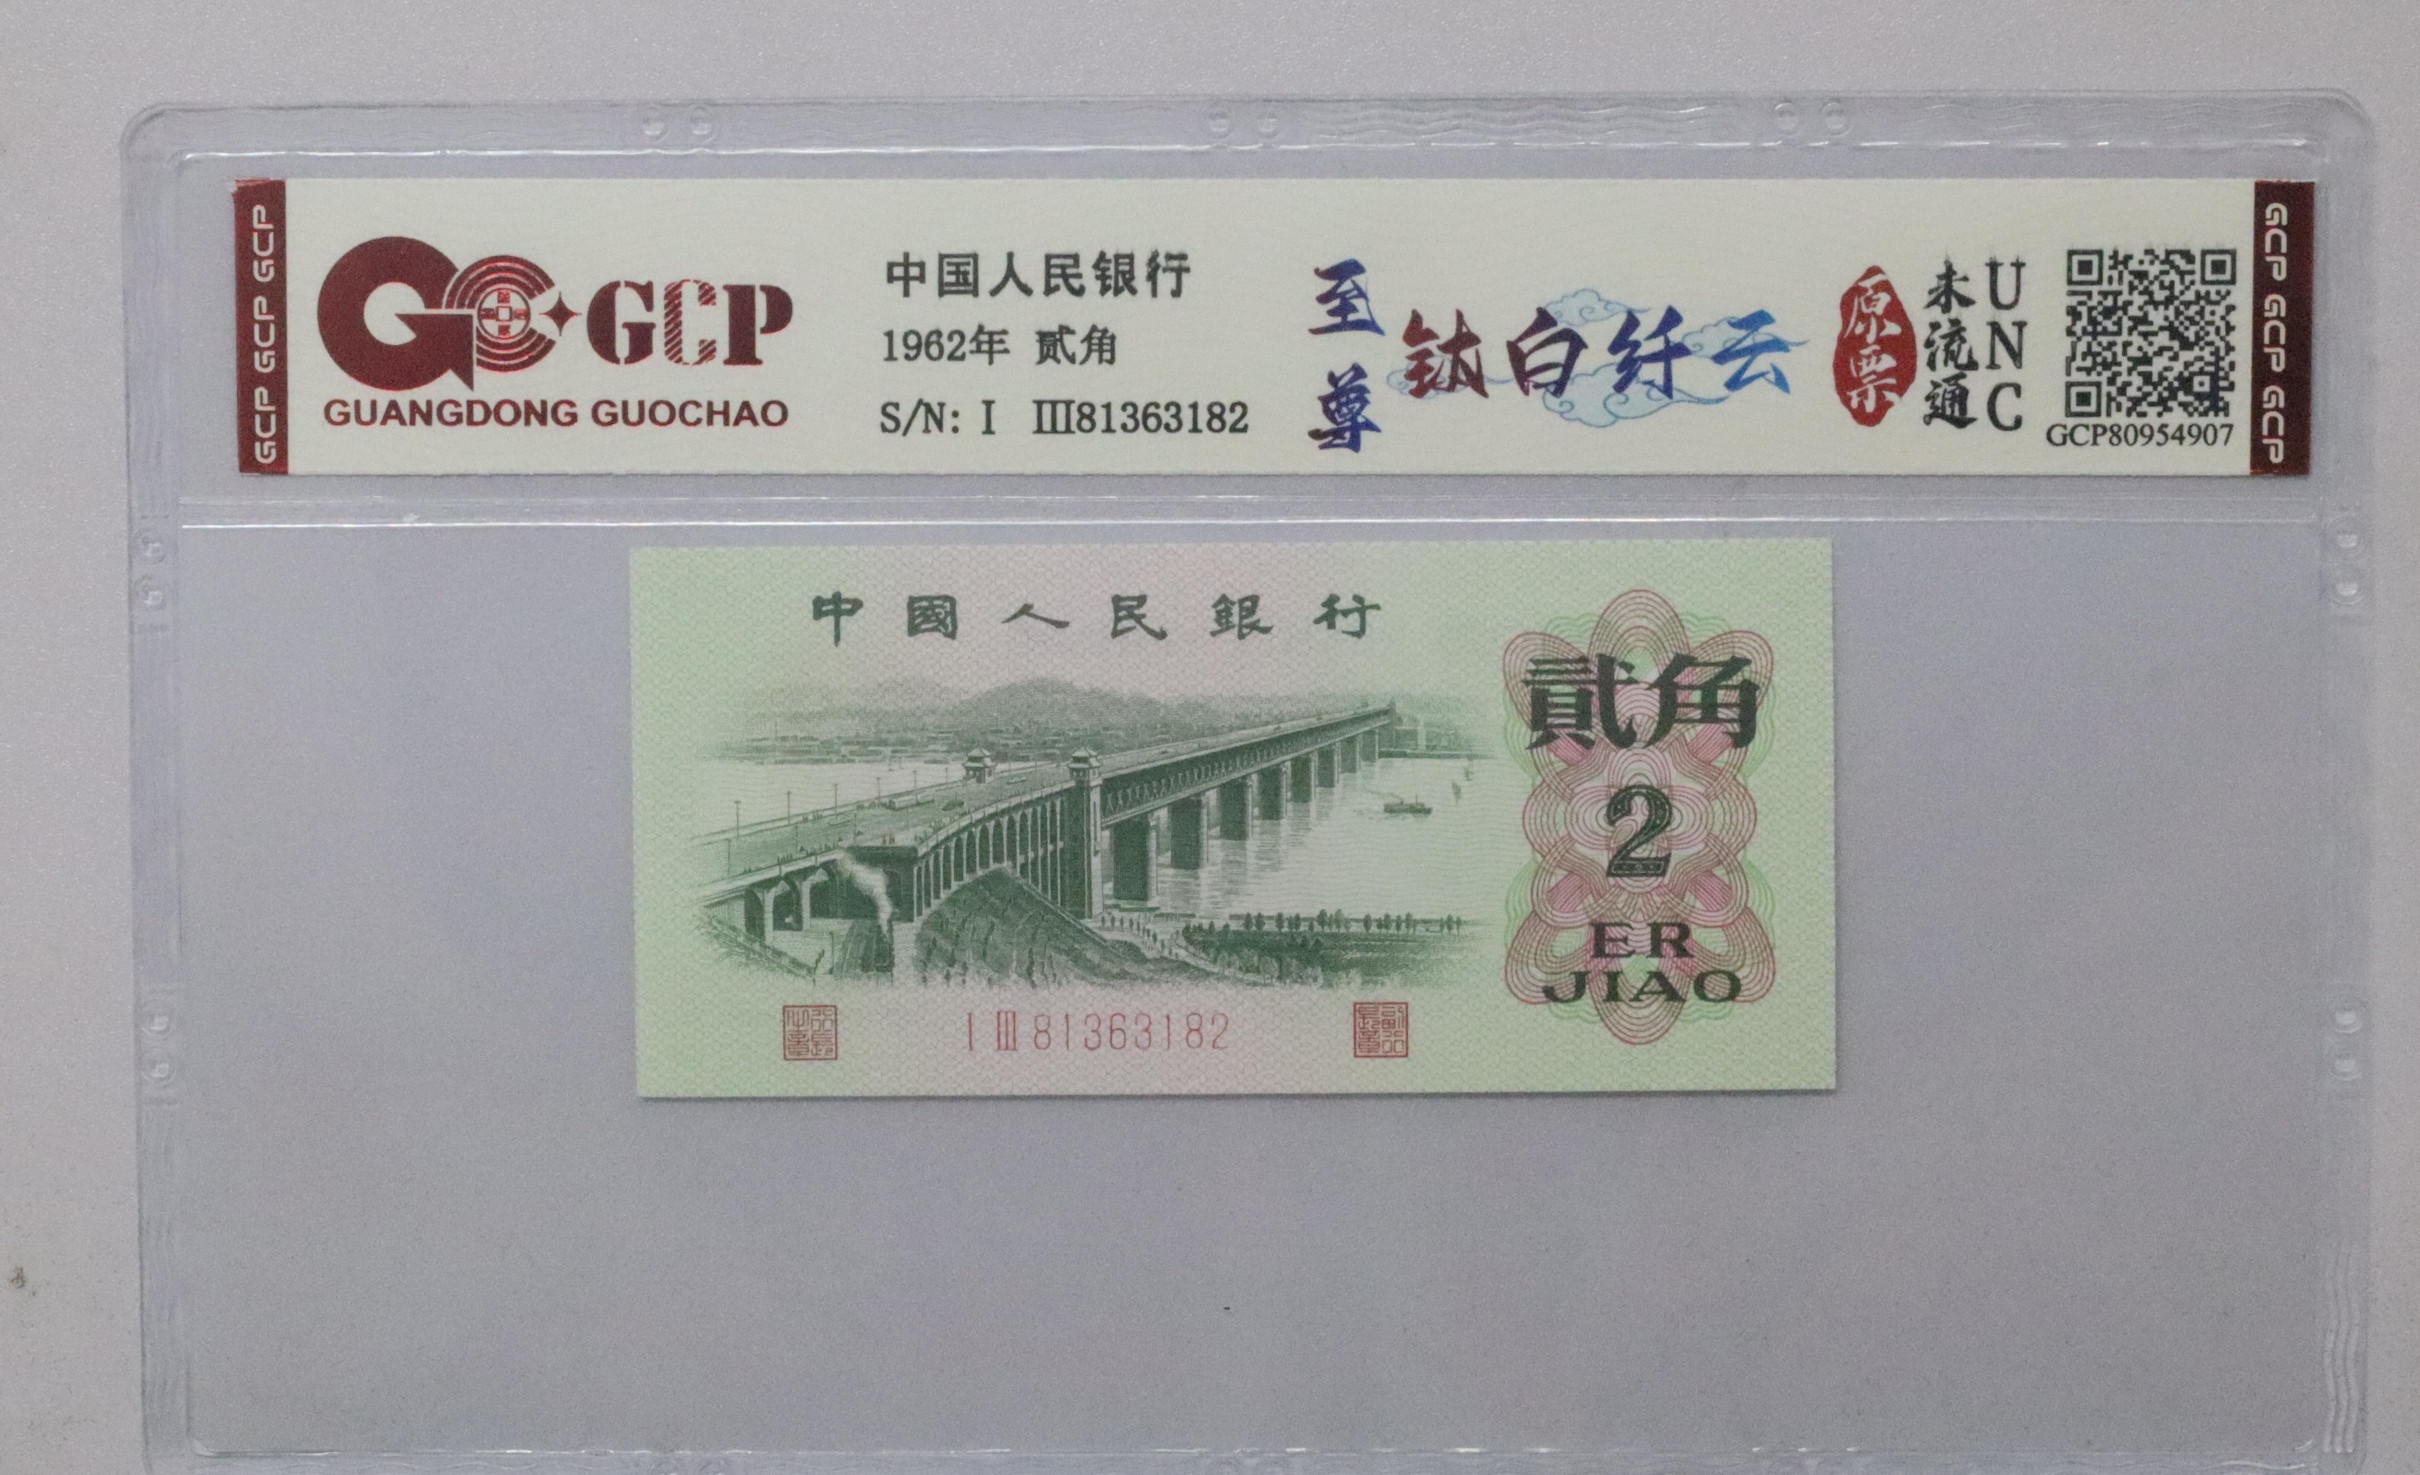 GCP GCP GCP
GCP
GUANGDONG GUOCHAO
中国人民银行
1962年 贰角
S/N: I III81363182
至尊
钛白纤云
原票
未流通
UNC
GCP80954907
GCP GCP GCP
中國人民銀行
貳角
2
ER
JIAO
I III 81363182